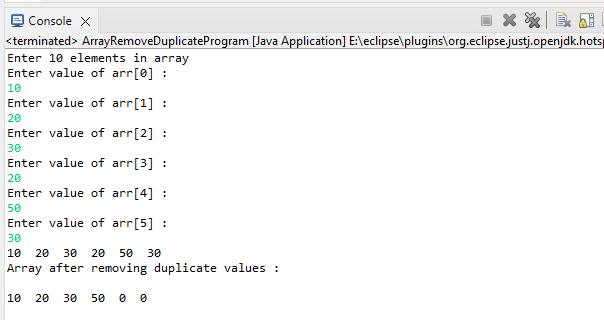 Console
<terminated> ArrayRemoveDuplicateProgram [Java Application] E:\eclipse\plugins\org.eclipse.justj.openjdk.hotsp
Enter 10 elements in array
Enter value of arr[0] :
10
Enter value of arr[1] :
20
Enter value of arr[2] :
30
Enter value of arr[3] :
20
Enter value of arr[4] :
50
Enter value of arr[5] :
30
10  20  30  20  50  30
Array after removing duplicate values :
10  20  30  50  0  0